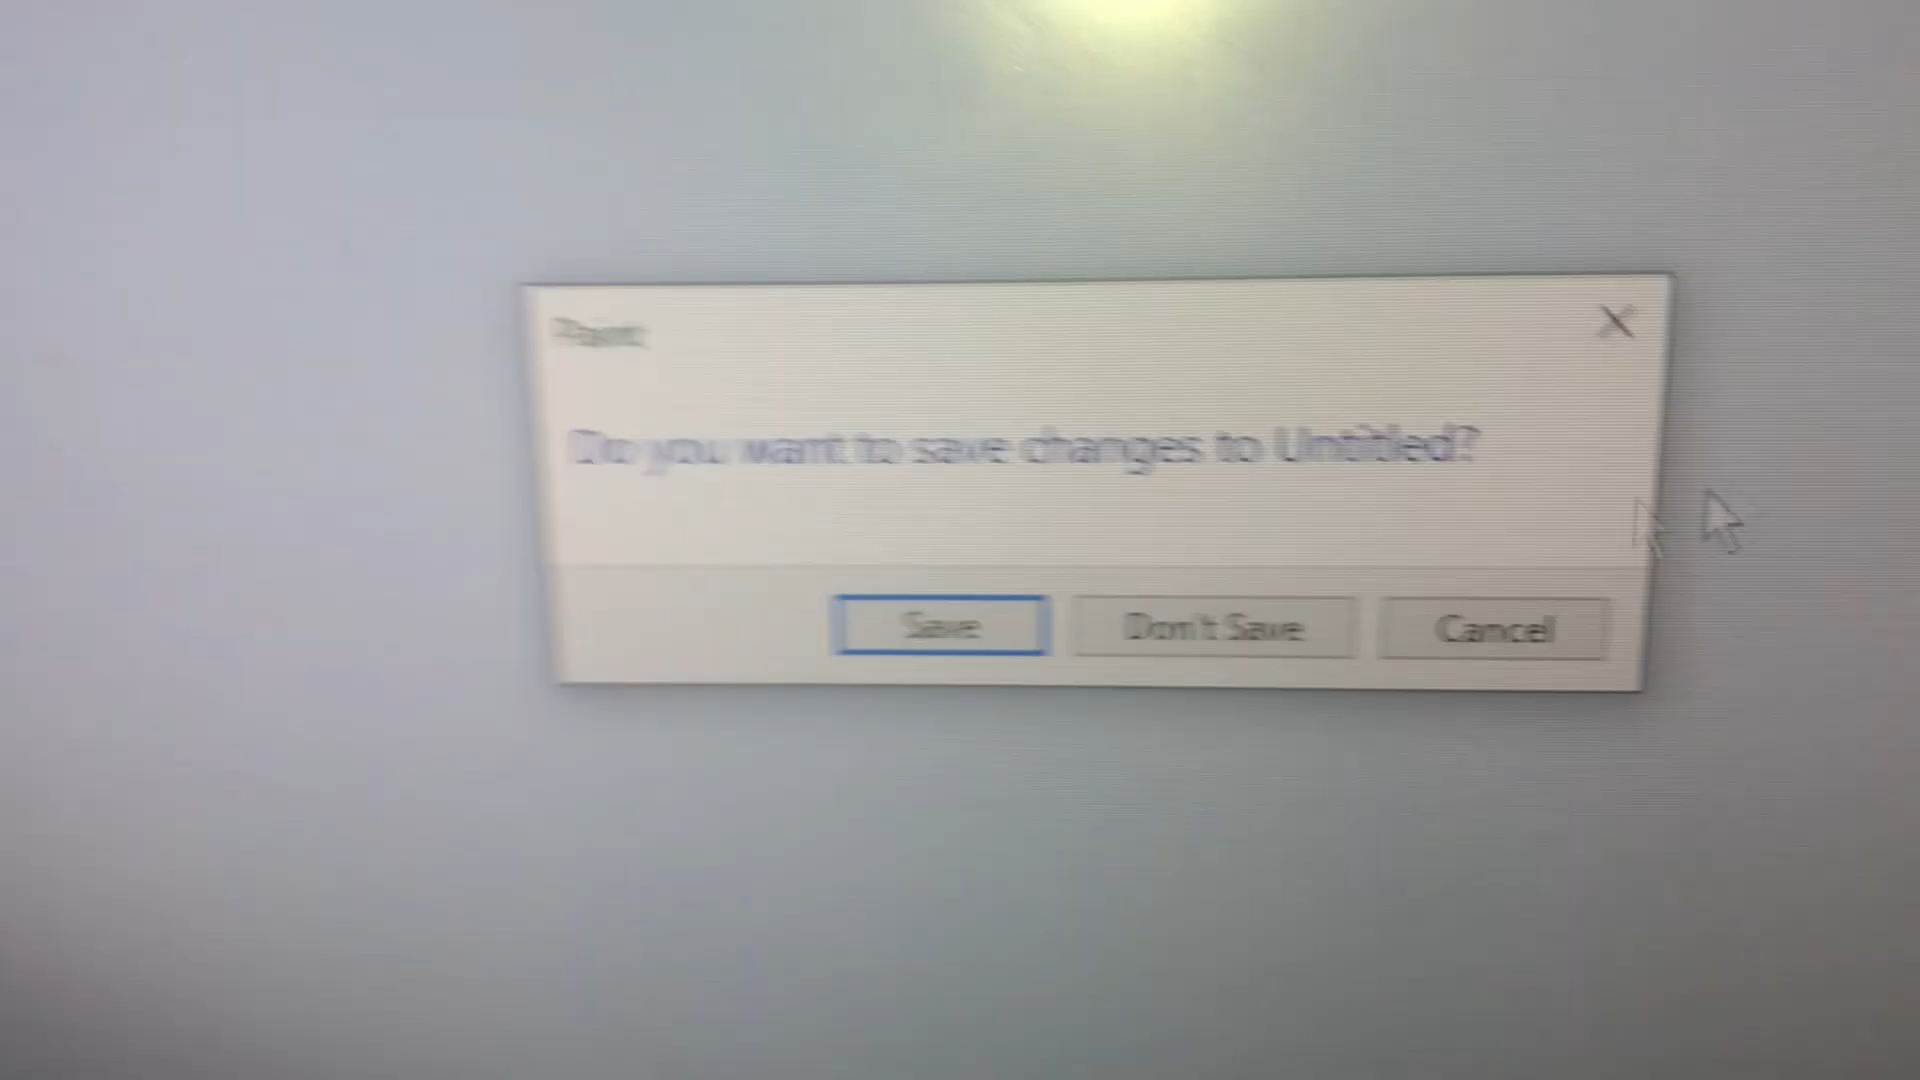 Paint
Do you want to save changes to Untitled?
Save
Don't Save
Cancel